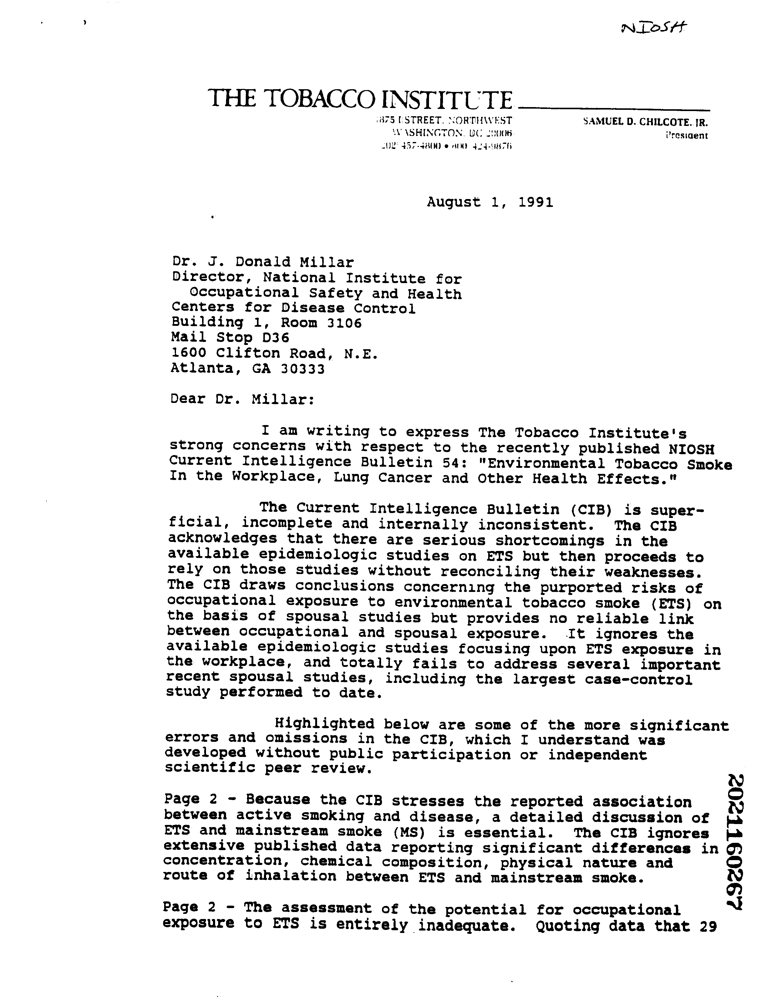 NIOSH
THE TOBACCO INSTITUTE
1875 I STREET, NORTHWEST
WASHINGTON, DC 20006
202/457-4800 • 800/424-9876
SAMUEL D. CHILCOTE, JR.
President
August 1, 1991
Dr. J. Donald Millar
Director, National Institute for
Occupational Safety and Health
Centers for Disease Control
Building 1, Room 3106
Mail Stop D36
1600 Clifton Road, N.E.
Atlanta, GA 30333
Dear Dr. Millar:
I am writing to express The Tobacco Institute's
strong concerns with respect to the recently published NIOSH
Current Intelligence Bulletin 54: "Environmental Tobacco Smoke
In the Workplace, Lung Cancer and Other Health Effects."
The Current Intelligence Bulletin (CIB) is super-
ficial, incomplete and internally inconsistent. The CIB
acknowledges that there are serious shortcomings in the
available epidemiologic studies on ETS but then proceeds to
rely on those studies without reconciling their weaknesses.
The CIB draws conclusions concerning the purported risks of
occupational exposure to environmental tobacco smoke (ETS) on
the basis of spousal studies but provides no reliable link
between occupational and spousal exposure. It ignores the
available epidemiologic studies focusing upon ETS exposure in
the workplace, and totally fails to address several important
recent spousal studies, including the largest case-control
study performed to date.
Highlighted below are some of the more significant
errors and omissions in the CIB, which I understand was
developed without public participation or independent
scientific peer review.
Page 2 - Because the CIB stresses the reported association
between active smoking and disease, a detailed discussion of
ETS and mainstream smoke (MS) is essential. The CIB ignores
extensive published data reporting significant differences in
concentration, chemical composition, physical nature and
route of inhalation between ETS and mainstream smoke.
Page 2 - The assessment of the potential for occupational
exposure to ETS is entirely inadequate. Quoting data that 29
2021160267